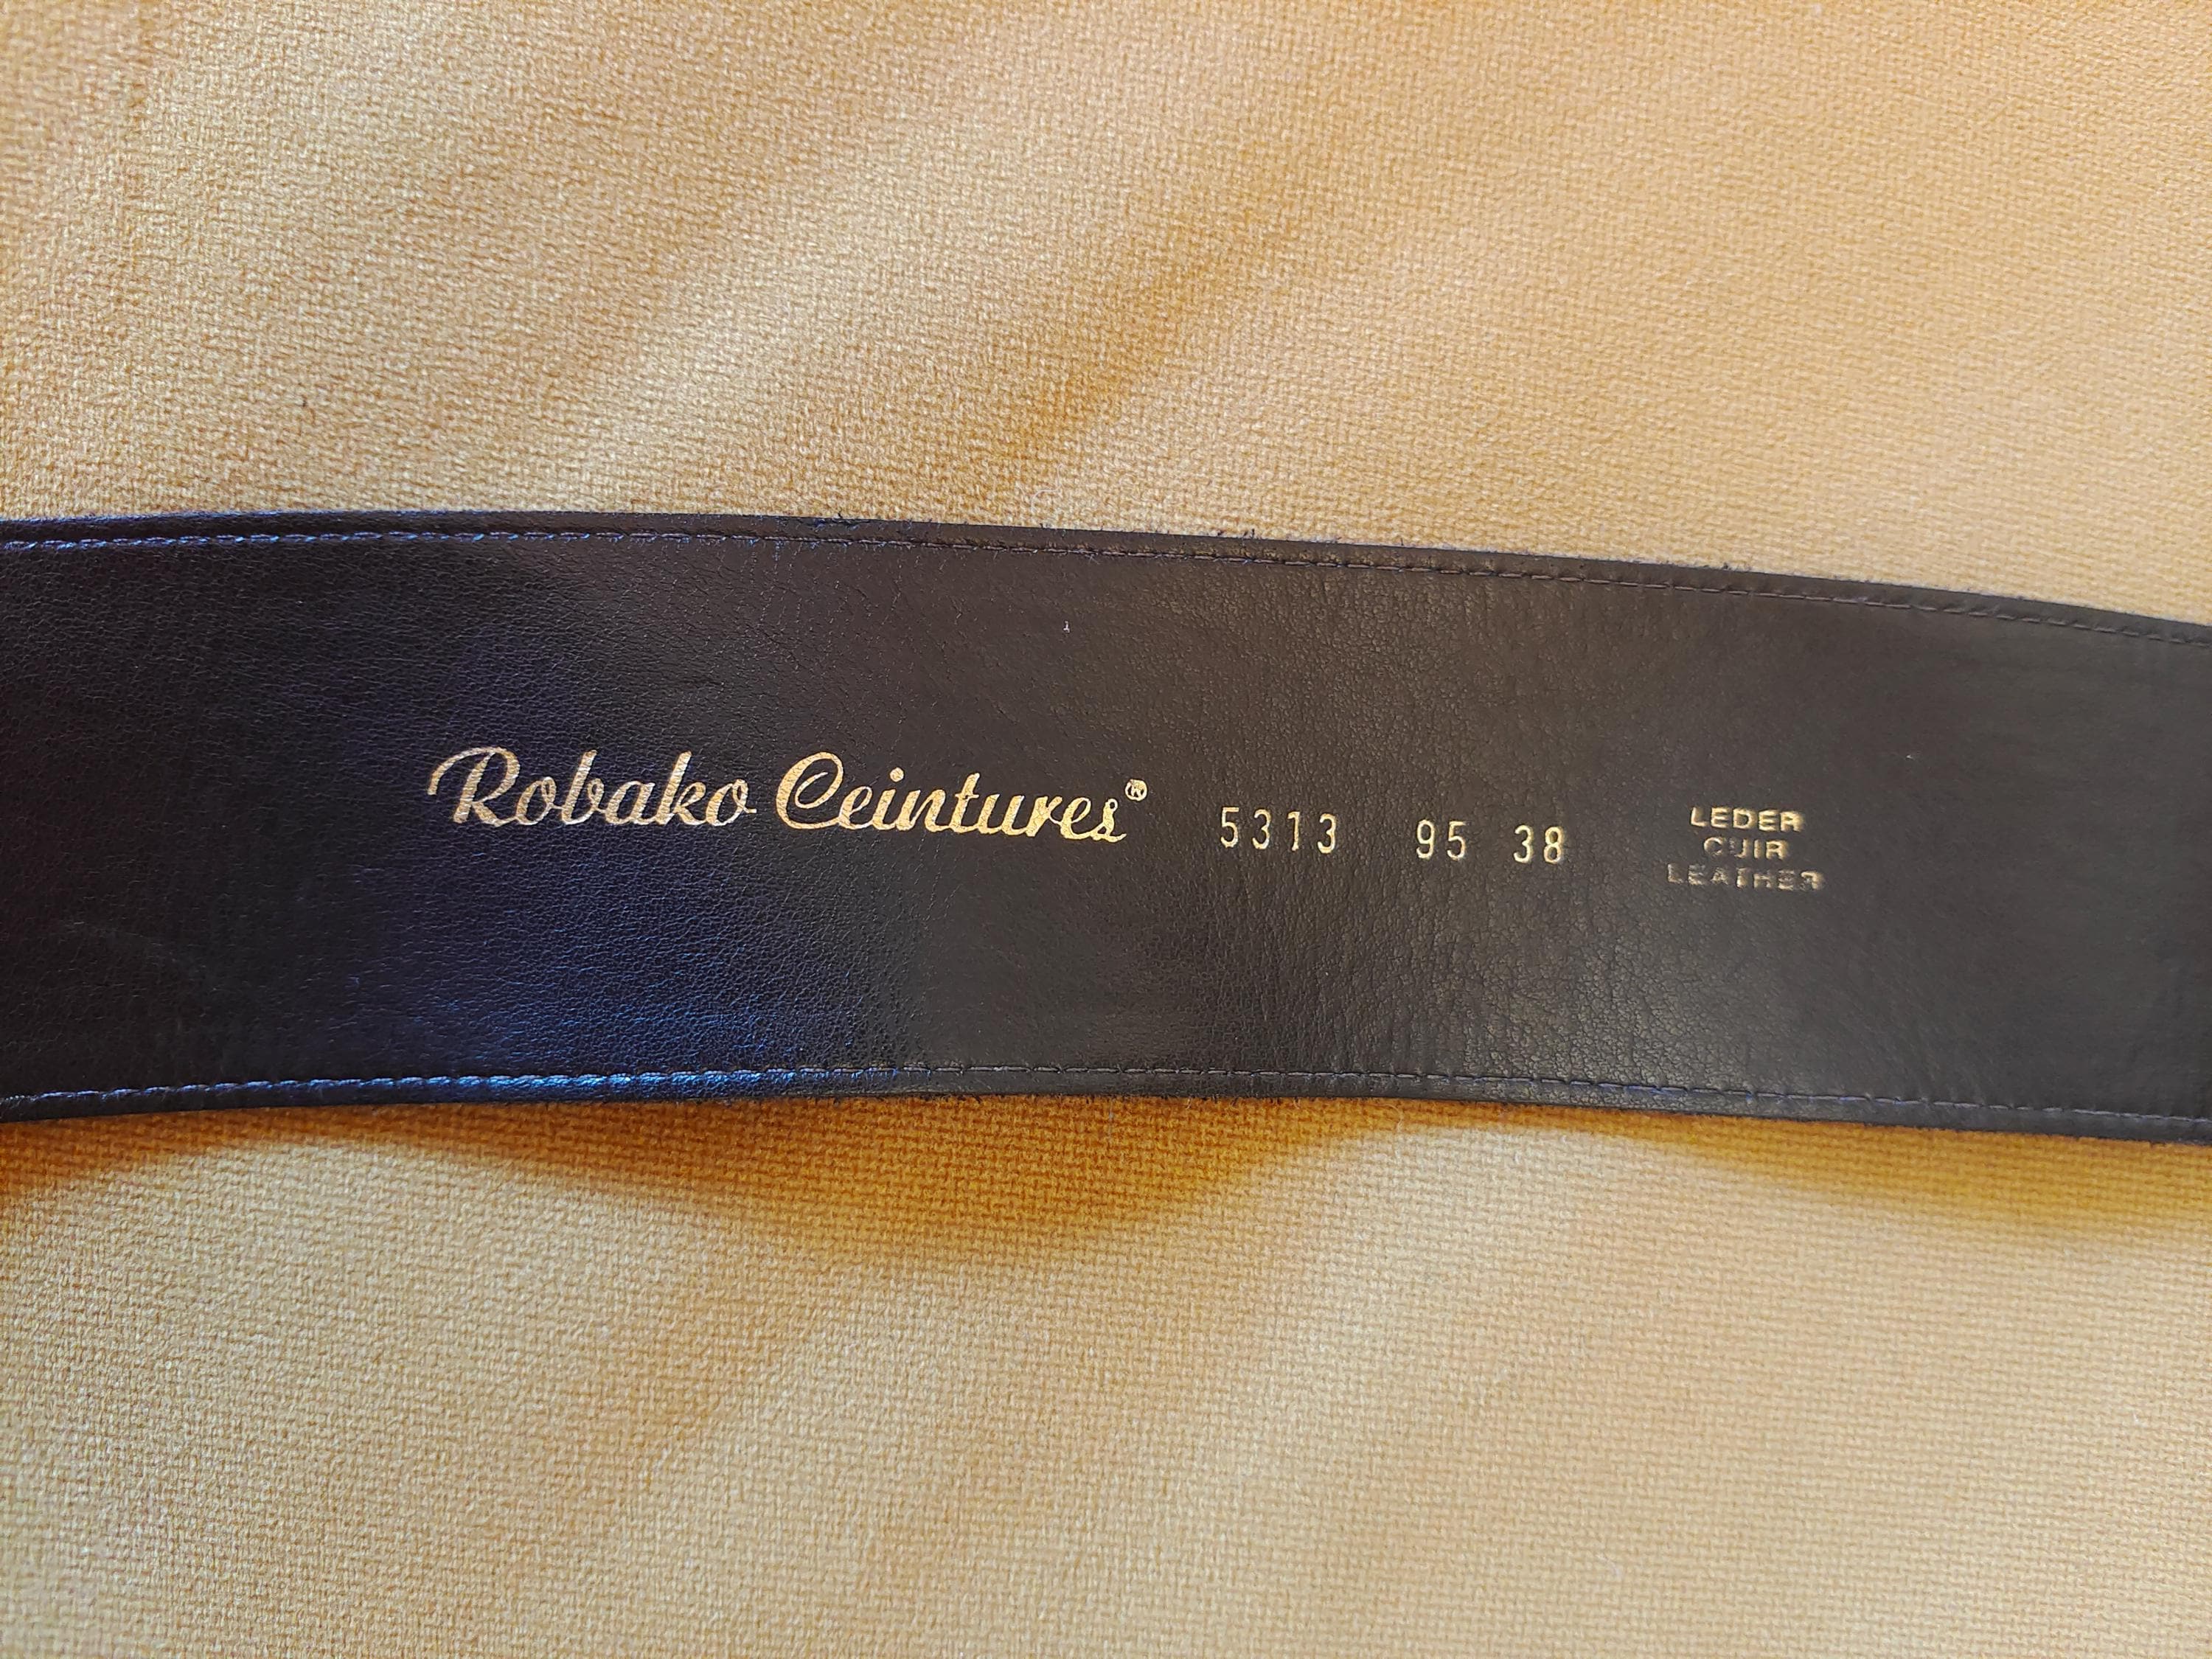 Robako Ceintures® 5313 95 38
LEDER
CUIR
LEATHER